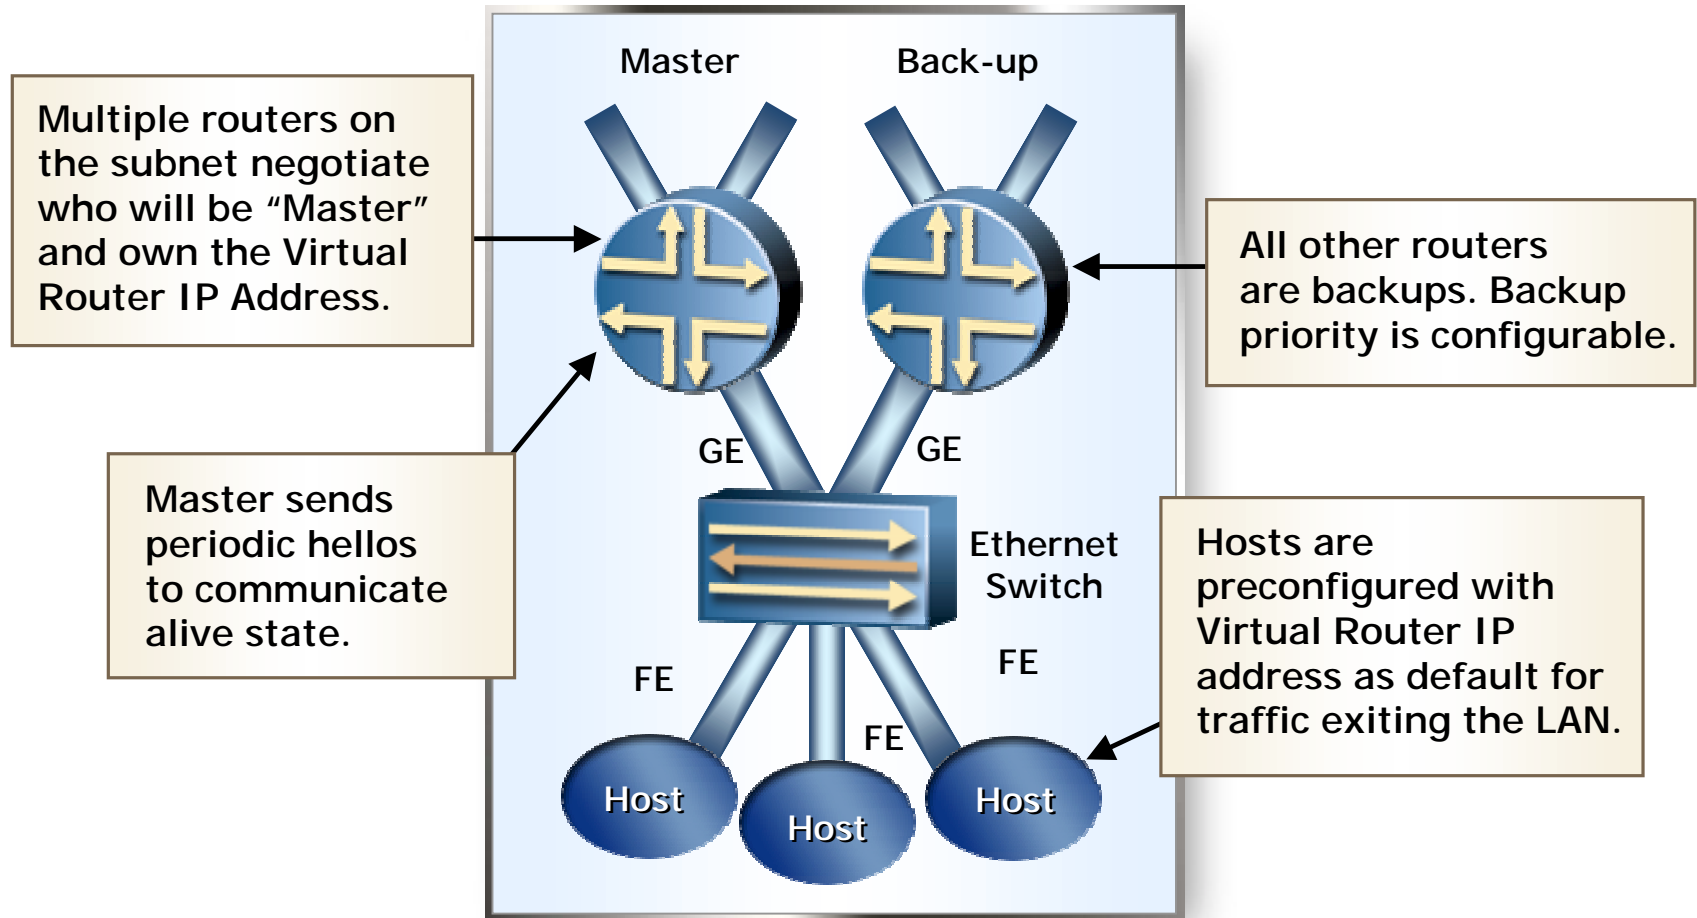 Master
Back-up
Multiple routers on
the subnet negotiate
who will be “Master”
and own the Virtual
Router IP Address.
All other routers
are backups. Backup
priority is configurable.
GE
GE
Master sends
periodic hellos
to communicate
alive state.
Ethernet
Switch
Hosts are
preconfigured with
Virtual Router IP
address as default for
traffic exiting the LAN.
FE
FE
FE
Host
Host
Host